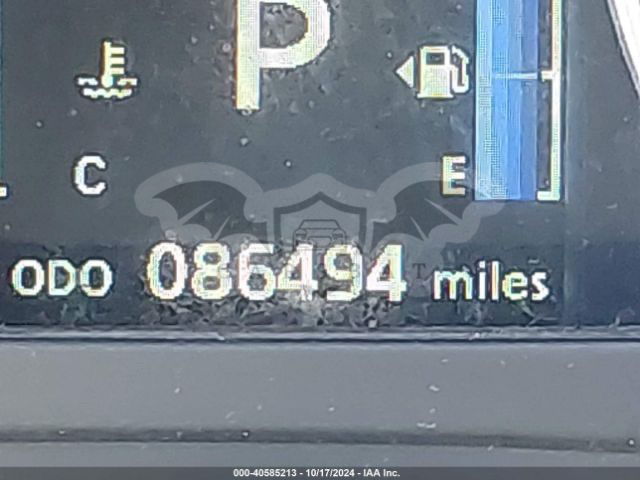 P
C E
ODO 086494 miles
000-40585213 - 10/17/2024 - IAA Inc.